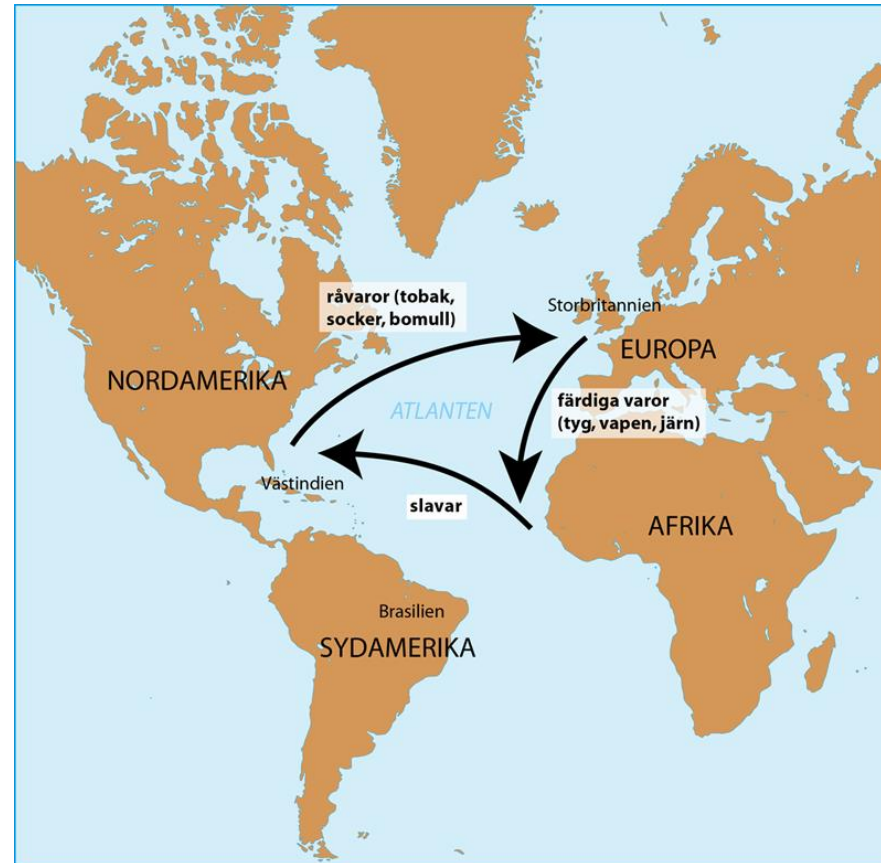 råvaror (tobak,
socker, bomull)
Storbritannien
EUROPA
NORDAMERIKA
ATLANTEN
färdiga varor
(tyg, vapen, järn)
Västindien
slavar
AFRIKA
Brasilien
SYDAMERIKA